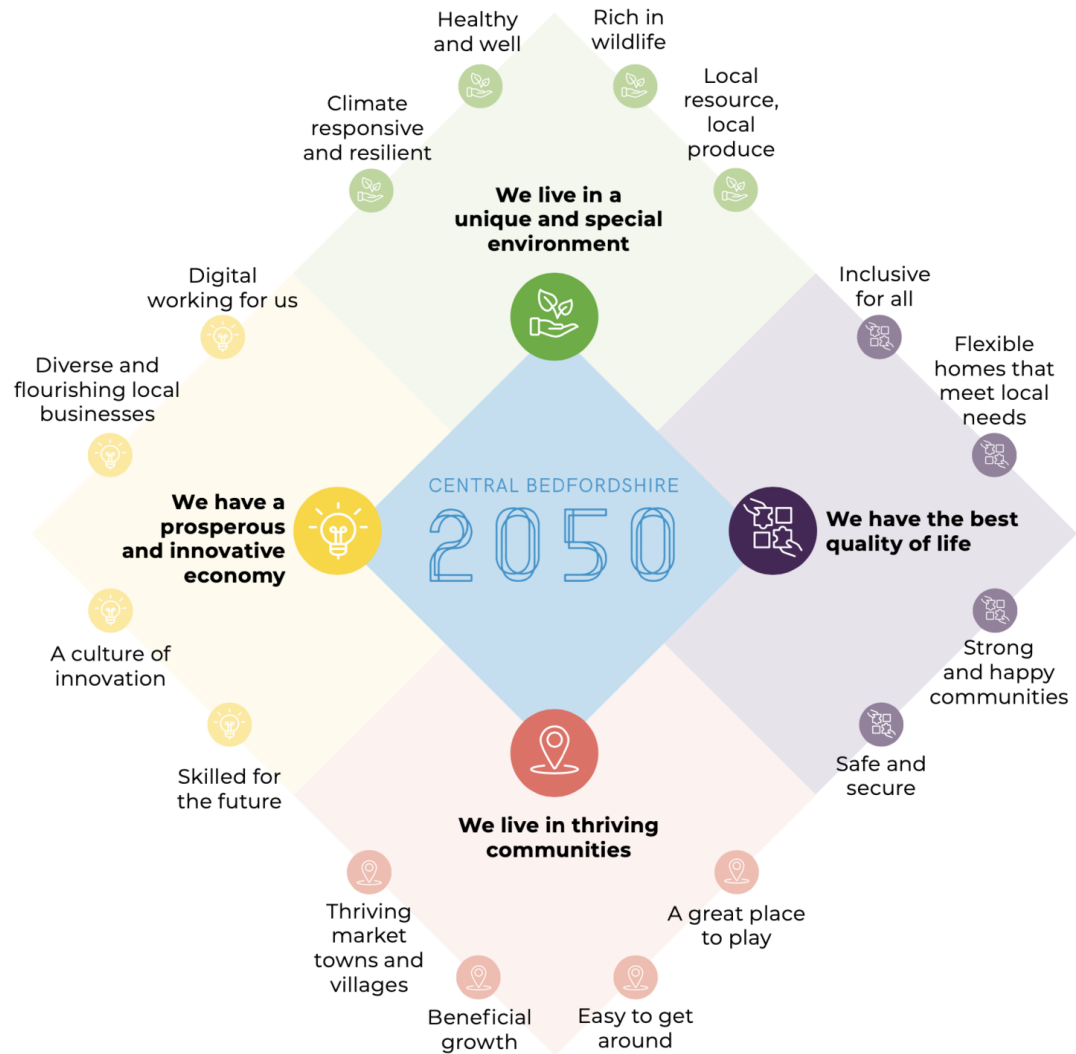 Healthy
and well
Rich in
wildlife
Climate
responsive
and resilient
Local
resource,
local
produce
We live in a
unique and special
environment
Digital
working for us
Inclusive
for all
Diverse and
flourishing local
businesses
Flexible
homes that
meet local
needs
We have a
prosperous
and innovative
economy
CENTRAL BEDFORDSHIRE
2050
We have the best
quality of life
A culture of
innovation
Strong
and happy
communities
Skilled for
the future
Safe and
secure
We live in thriving
communities
Thriving
market
towns and
villages
A great place
to play
Beneficial
growth
Easy to get
around